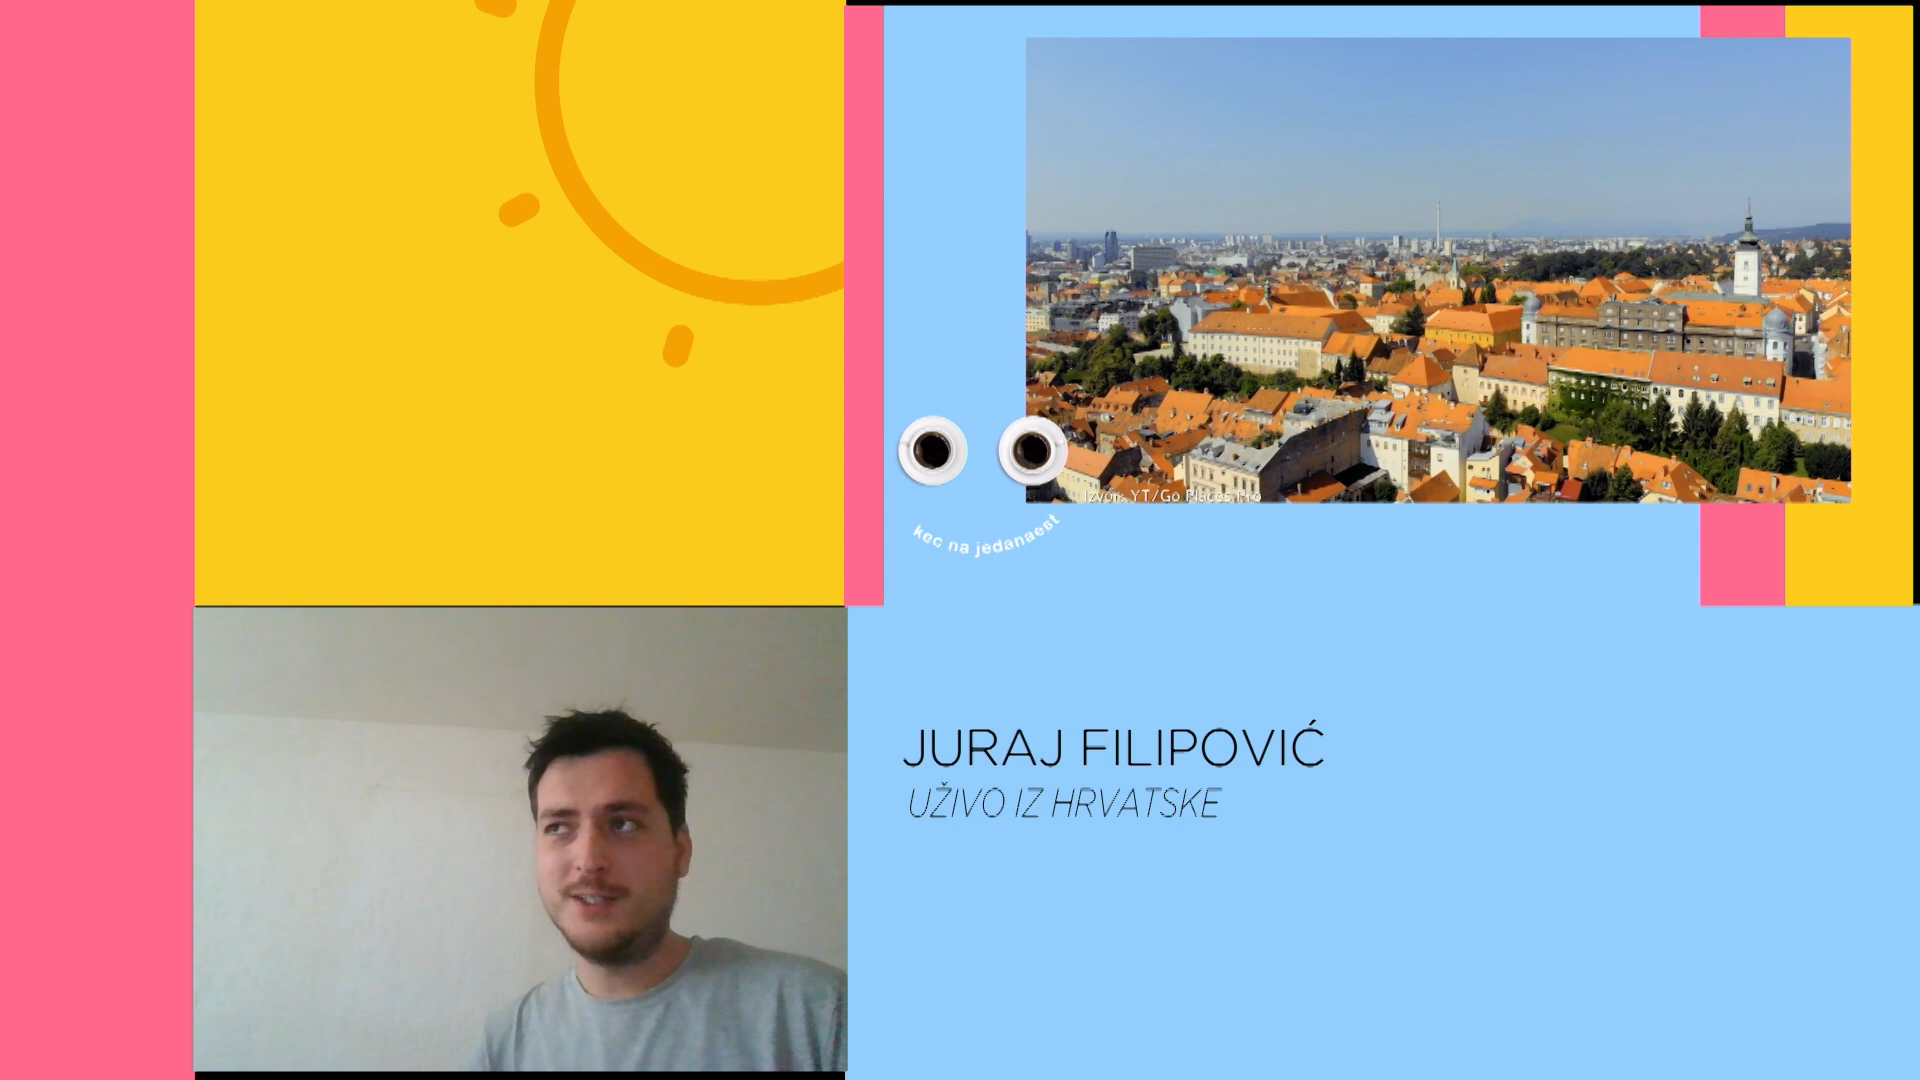 Izvor: YT/Go Places Pro
kec na jedanaest
JURAJ FILIPOVIĆ
UŽIVO IZ HRVATSKE